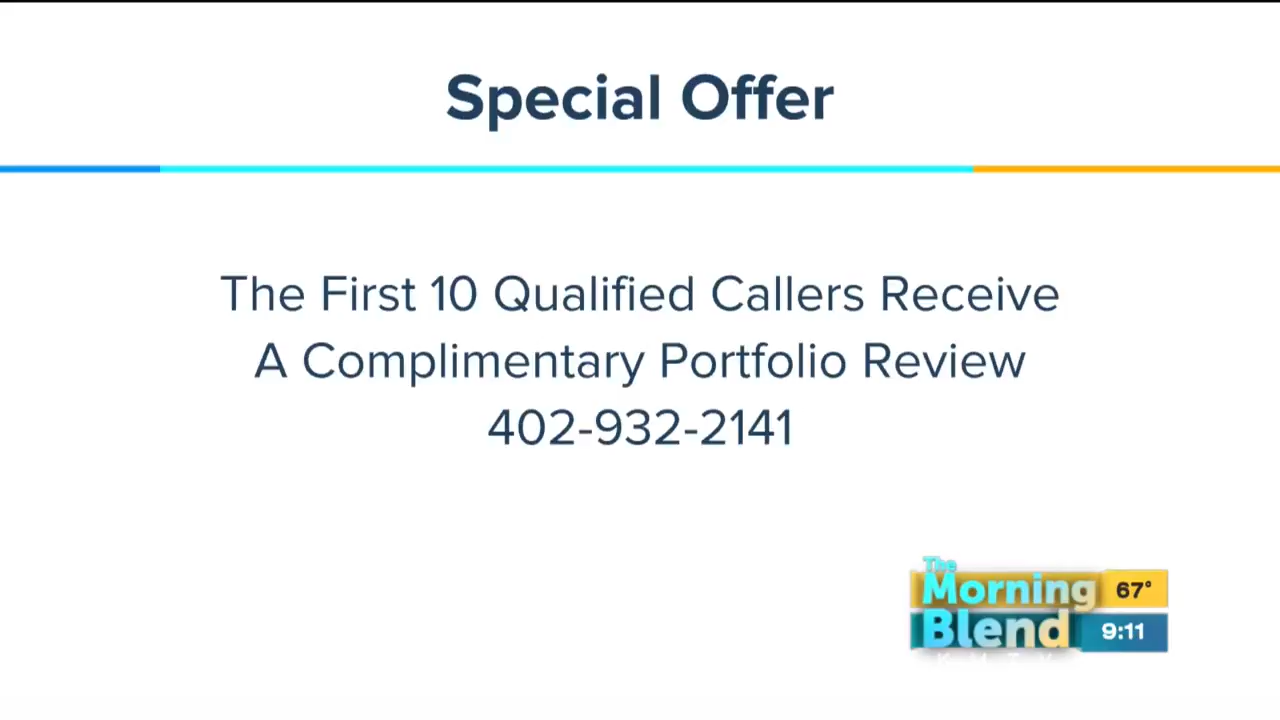 Special Offer
The First 10 Qualified Callers Receive
A Complimentary Portfolio Review
402-932-2141
The
Morning
67°
Blend
9:11